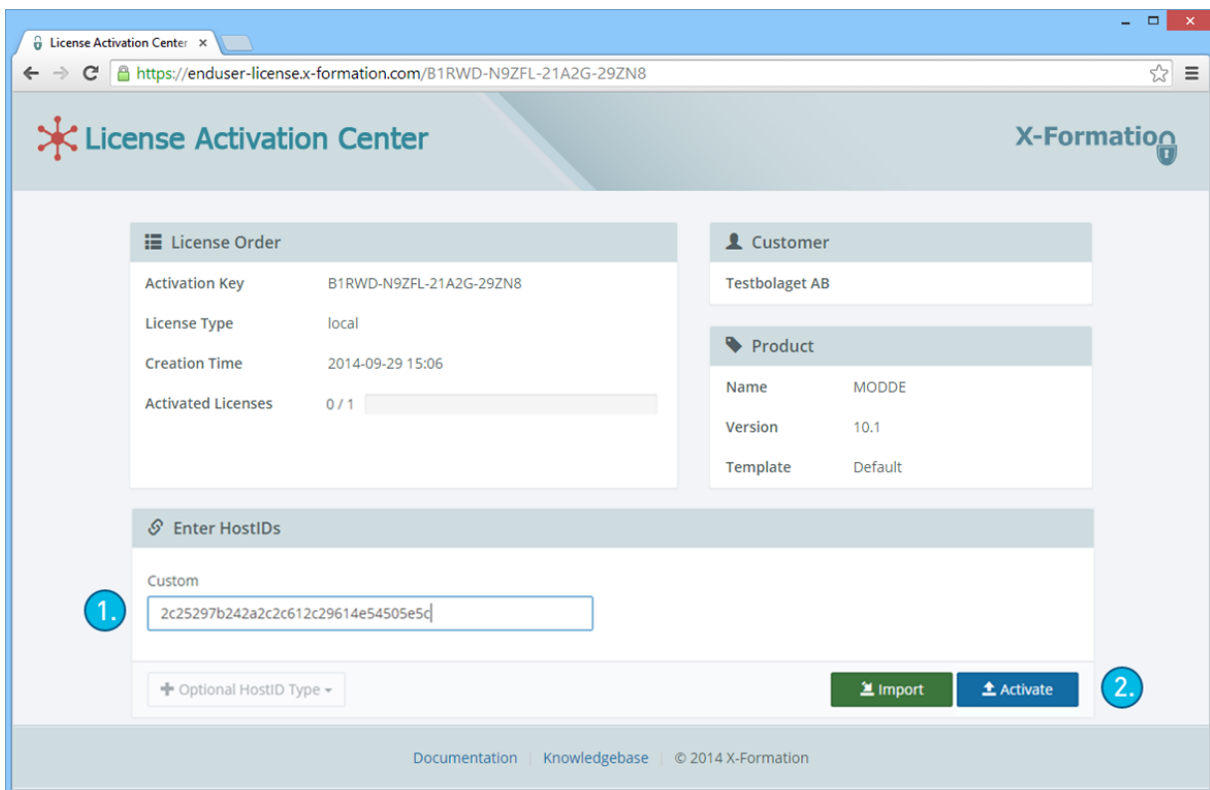 License Activation Center
https://enduser-license.x-formation.com/B1RWD-N9ZFL-21A2G-29ZN8
License Activation Center
X-Formation
License Order
Activation Key B1RWD-N9ZFL-21A2G-29ZN8
License Type local
Creation Time 2014-09-29 15:06
Activated Licenses 0 / 1
Customer
Testbolaget AB
Product
Name MODDE
Version 10.1
Template Default
Enter HostIDs
Custom
1. 2c25297b242a2c2c612c29614e54505e5c
Optional HostID Type
Import
Activate
2.
Documentation | Knowledgebase | © 2014 X-Formation